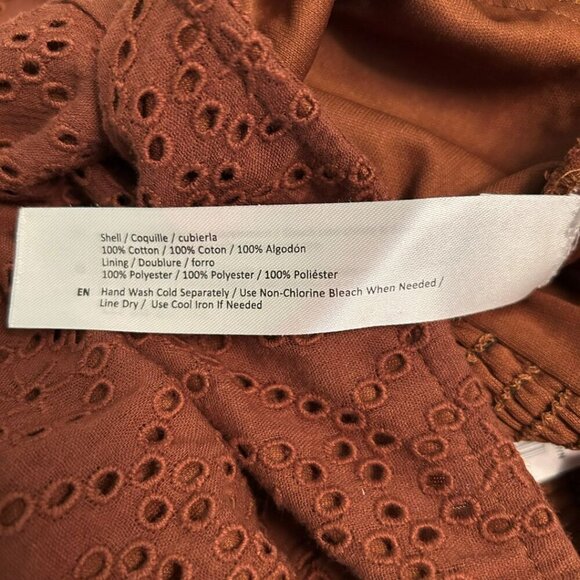 Shell / Coquille / cubierla
100% Cotton / 100% Coton / 100% Algodón
Lining / Doublure / forro
100% Polyester / 100% Polyester / 100% Poliéster
EN Hand Wash Cold Separately / Use Non-Chlorine Bleach When Needed /
Line Dry / Use Cool Iron If Needed